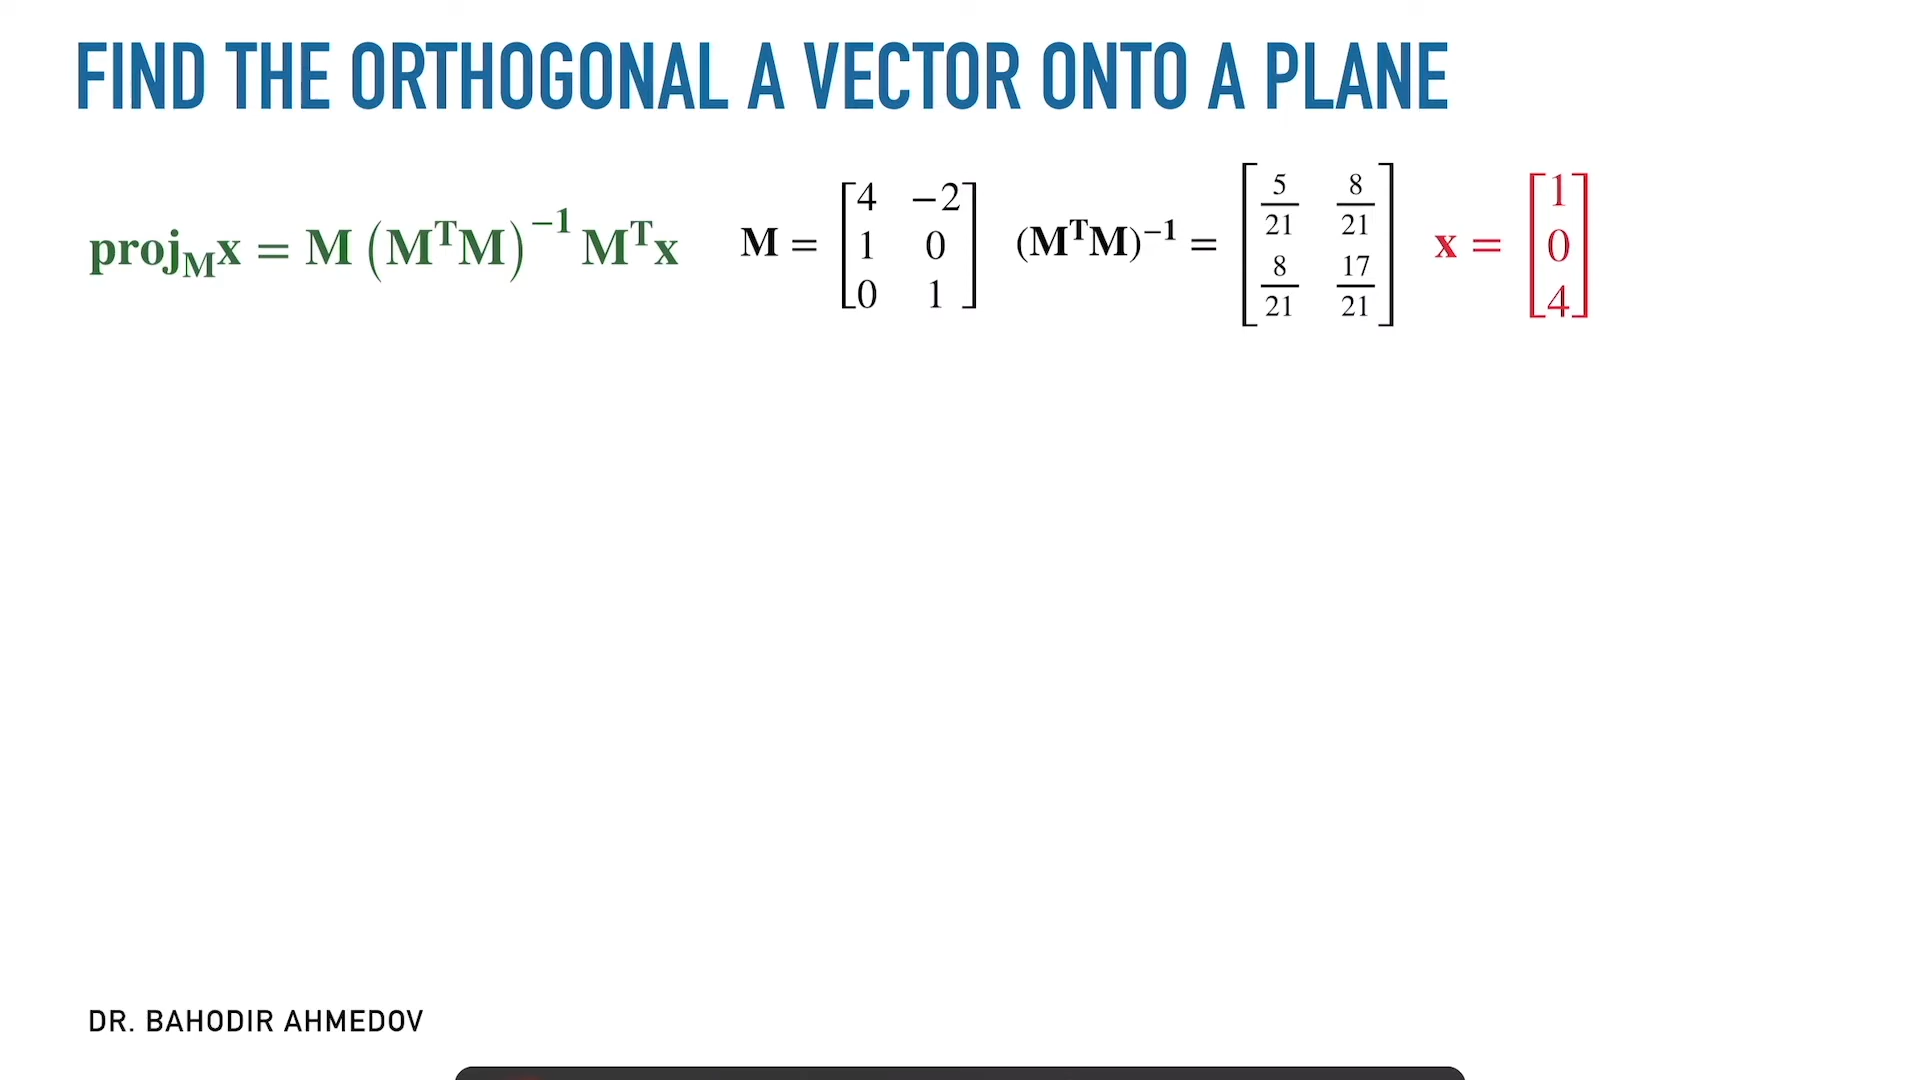 FIND THE ORTHOGONAL A VECTOR ONTO A PLANE
proj_M x = M (M^T M)^{-1} M^T x   M = [4 −2; 1 0; 0 1]   (M^T M)^{-1} = [5/21 8/21; 8/21 17/21]   x = [1; 0; 4]
DR. BAHODIR AHMEDOV